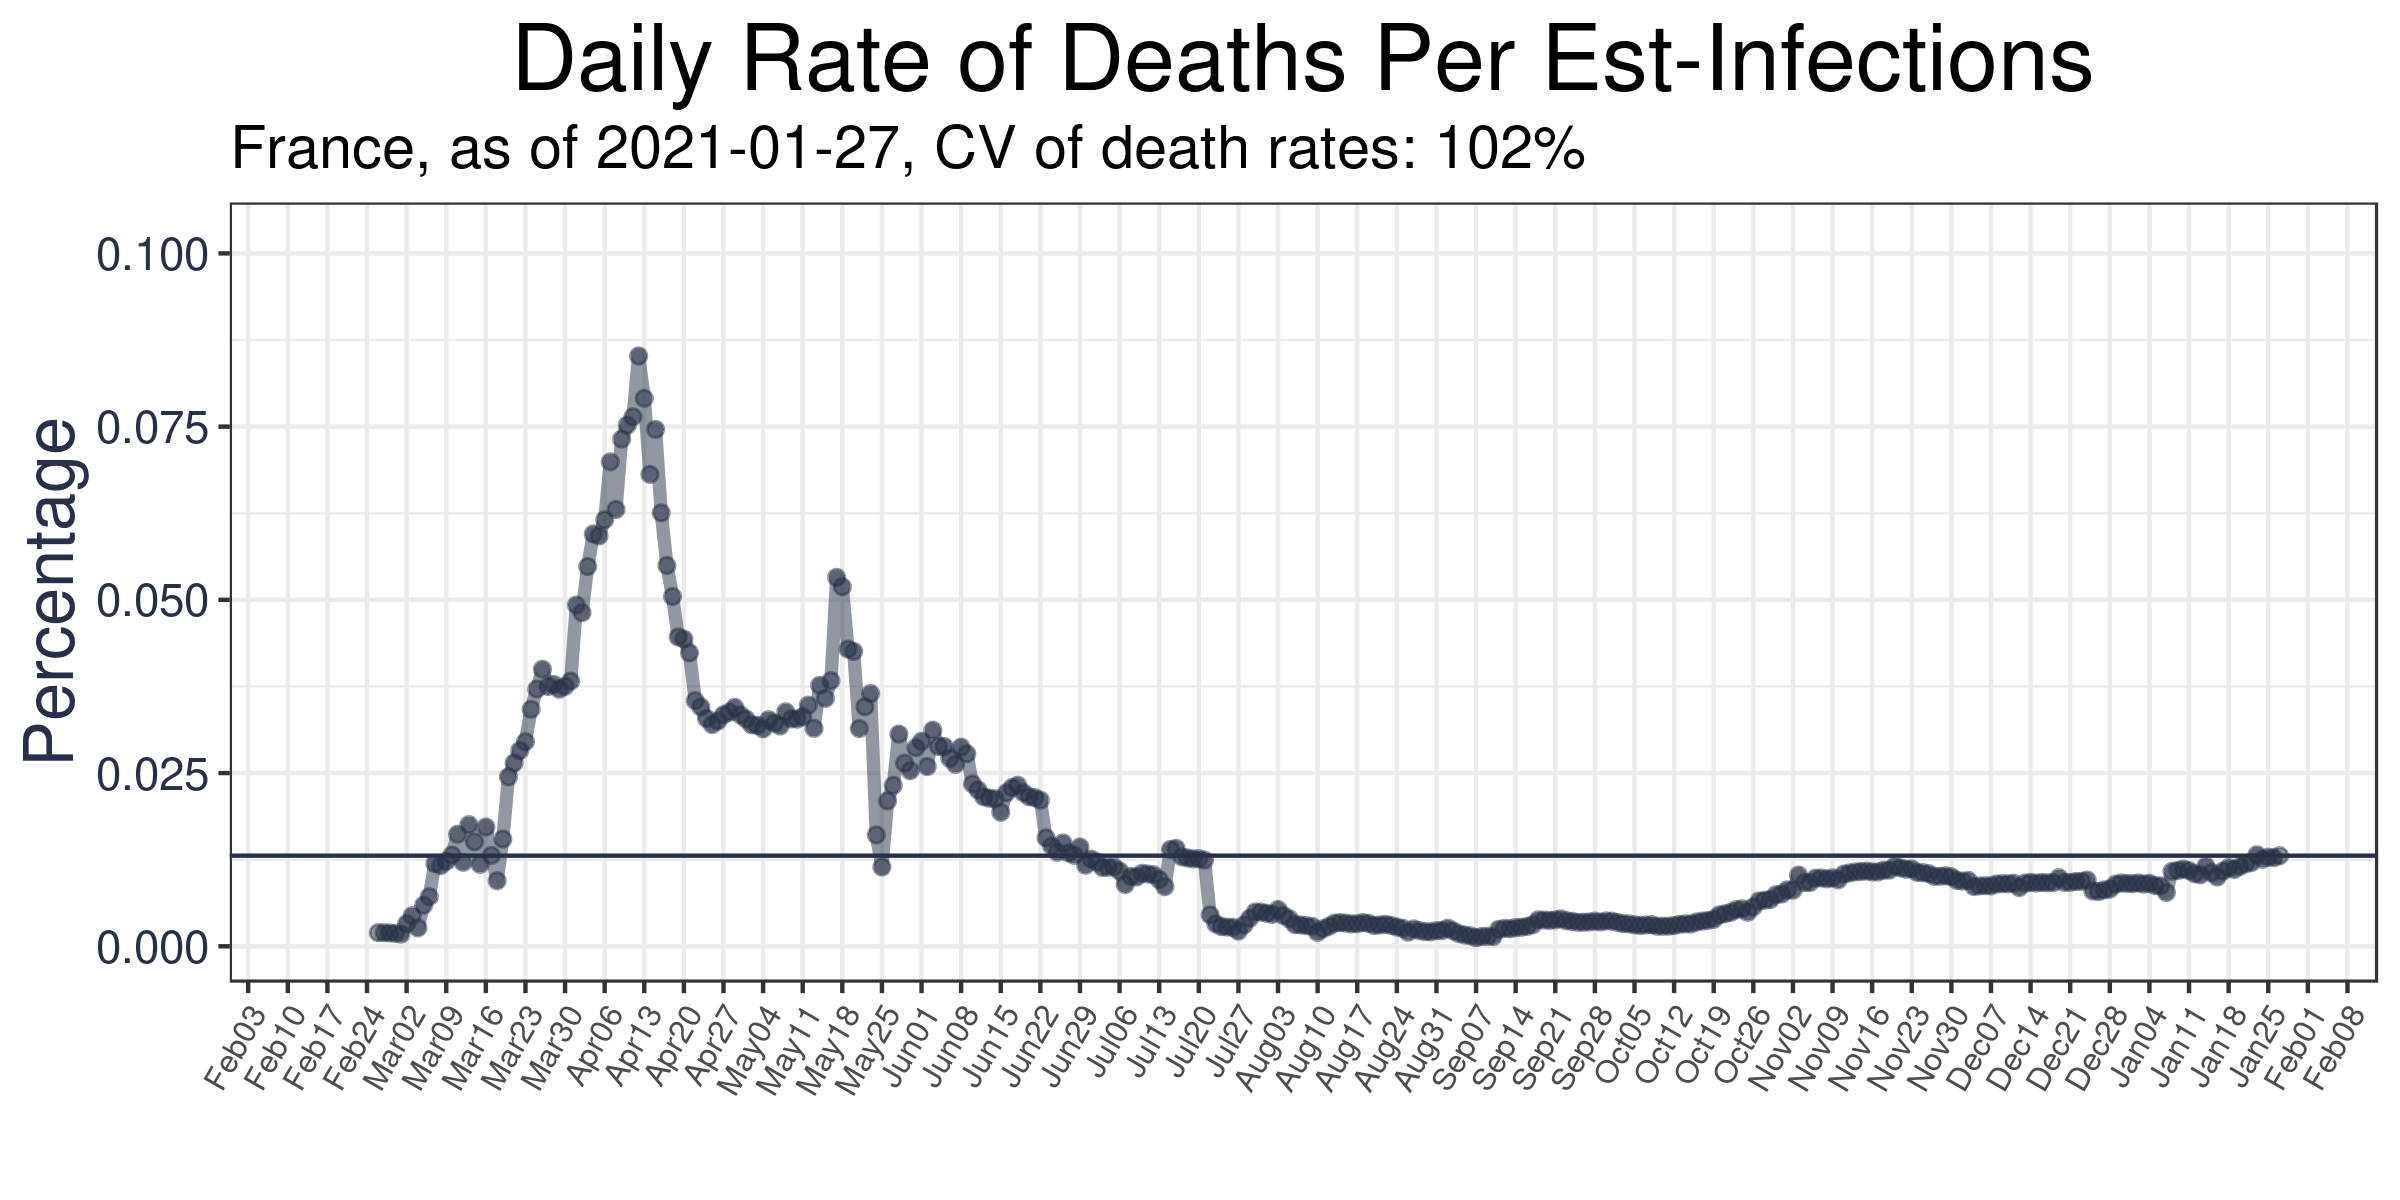 Daily Rate of Deaths Per Est-Infections
France, as of 2021-01-27, CV of death rates: 102%
Percentage
0.100
0.075
0.050
0.025
0.000
Feb03
Feb10
Feb17
Feb24
Mar02
Mar09
Mar16
Mar23
Mar30
Apr06
Apr13
Apr20
Apr27
May04
May11
May18
May25
Jun01
Jun08
Jun15
Jun22
Jun29
Jul06
Jul13
Jul20
Jul27
Aug03
Aug10
Aug17
Aug24
Aug31
Sep07
Sep14
Sep21
Sep28
Oct05
Oct12
Oct19
Oct26
Nov02
Nov09
Nov16
Nov23
Nov30
Dec07
Dec14
Dec21
Dec28
Jan04
Jan11
Jan18
Jan25
Feb01
Feb08